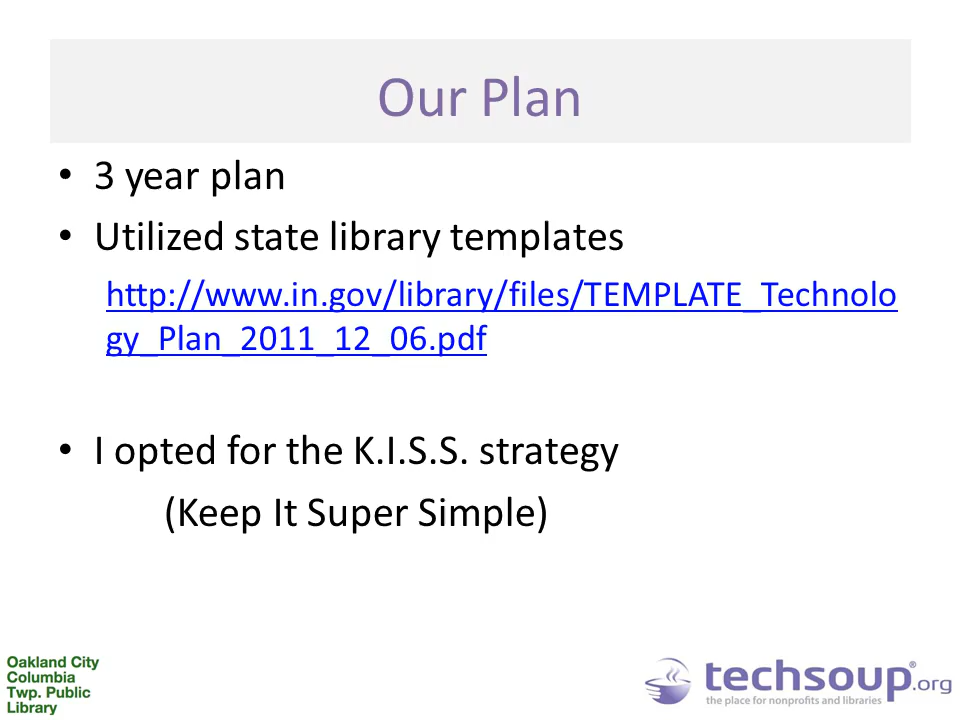 Our Plan
• 3 year plan
• Utilized state library templates
http://www.in.gov/library/files/TEMPLATE_Technolo
gy_Plan_2011_12_06.pdf
• I opted for the K.I.S.S. strategy
(Keep It Super Simple)
Oakland City
Columbia
Twp. Public
Library
techsoup®.org
the place for nonprofits and libraries